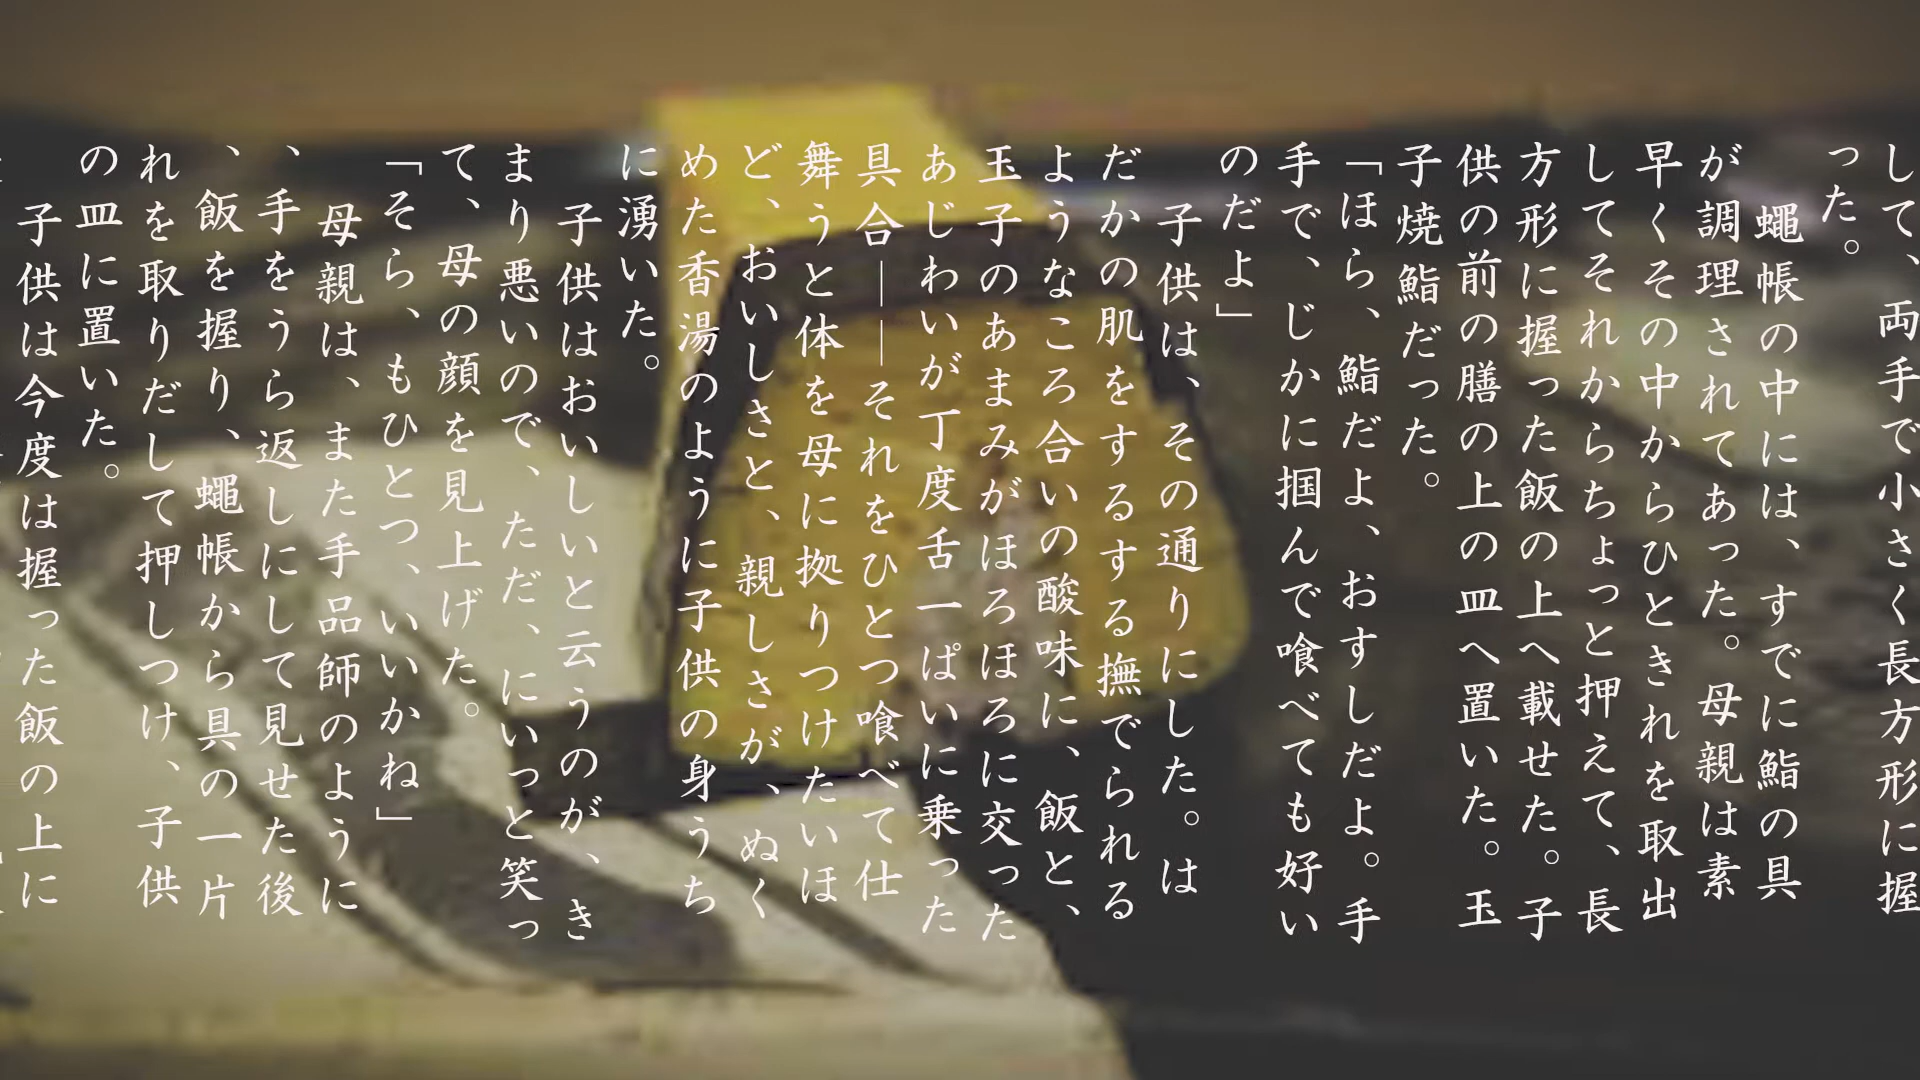 して、両手で小さく長方形に握
った。
蠅帳の中には、すでに鮨の具
が調理されてあった。母親は素
早くその中からひときれを取出
してそれからちょっと押えて、長
方形に握った飯の上へ載せた。子
供の前の膳の上の皿へ置いた。玉
子焼鮨だった。
「ほら、鮨だよ、おすしだよ。手
手で、じかに掴んで喰べても好い
のだよ」
子供は、その通りにした。は
だかの肌をするする撫でられる
ようなころ合いの酸味に、飯と、
玉子のあまみがほろほろに交った
あじわいが丁度舌一ぱいに乗った
具合――それをひとつ喰べて仕
舞うと体を母に拠りつけたいほ
ど、おいしさと、親しさが、ぬく
めた香湯のように子供の身うち
に湧いた。
子供はおいしいと云うのが、き
まり悪いので、ただ、にいっと笑っ
て、母の顔を見上げた。
「そら、もひとつ、いいかね」
母親は、また手品師のように
、手をうら返しにして見せた後
、飯を握り、蠅帳から具の一片
れを取りだして押しつけ、子供
の皿に置いた。
子供は今度は握った飯の上に